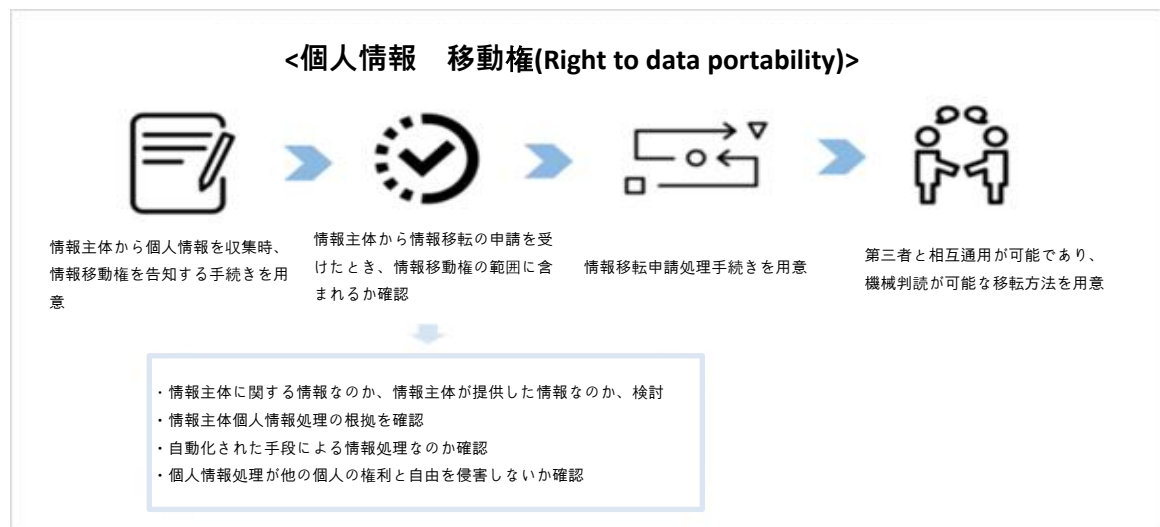 <個人情報　移動権(Right to data portability)>
情報主体から個人情報を収集時、
情報移動権を告知する手続きを用
意
情報主体から情報移転の申請を受
けたとき、情報移動権の範囲に含
まれるか確認
情報移転申請処理手続きを用意
第三者と相互通用が可能であり、
機械判読が可能な移転方法を用意
・情報主体に関する情報なのか、情報主体が提供した情報なのか、検討
・情報主体個人情報処理の根拠を確認
・自動化された手段による情報処理なのか確認
・個人情報処理が他の個人の権利と自由を侵害しないか確認